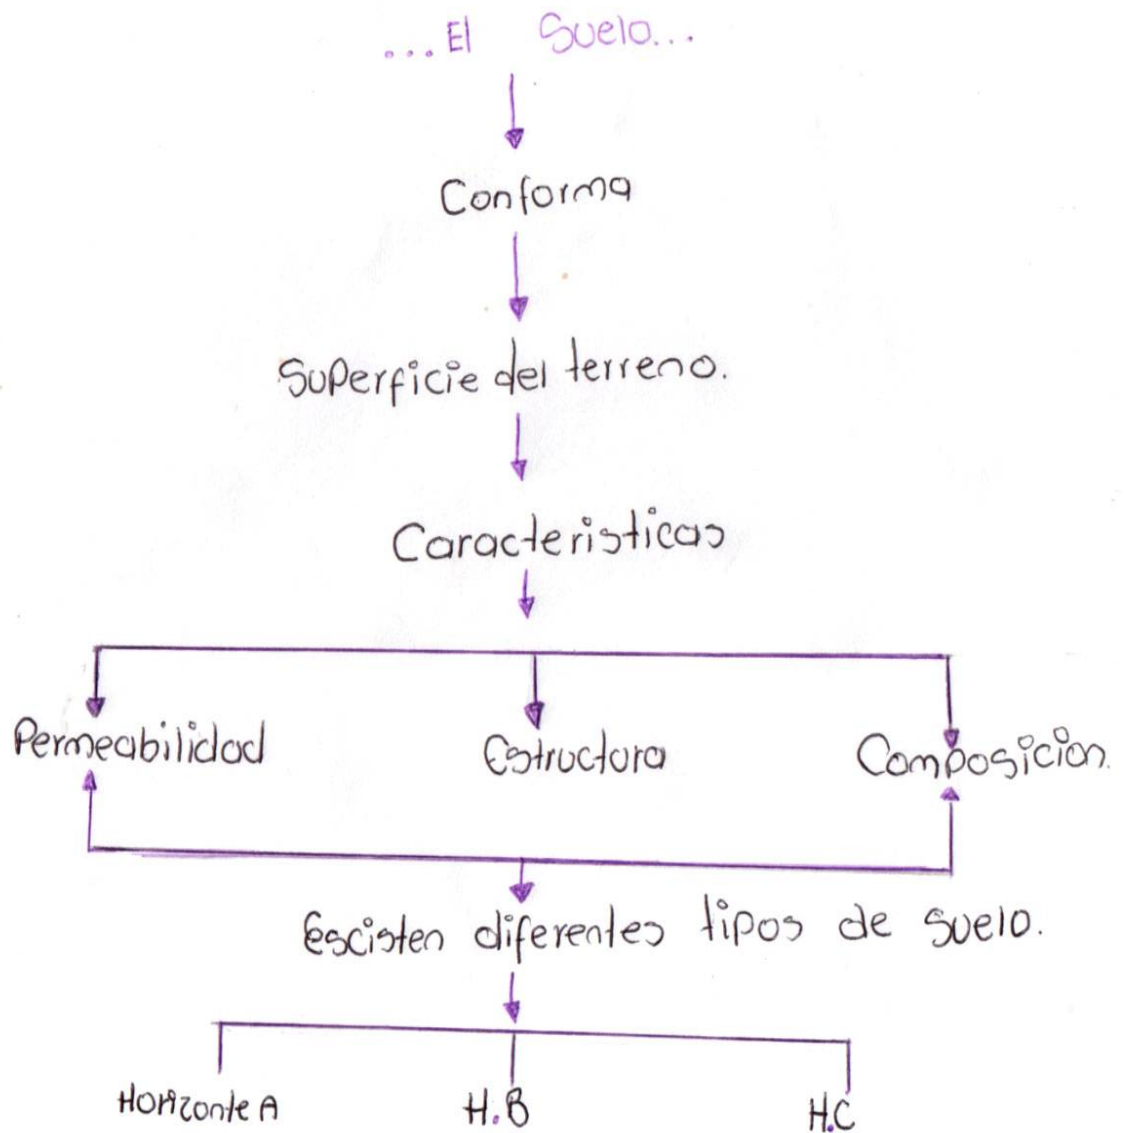 ... El Suelo...
Conforma
Superficie del terreno.
Caracteristicas
Permeabilidad Estructura Composicion.
Escisten diferentes tipos de suelo.
Horizonte A H.B H.C